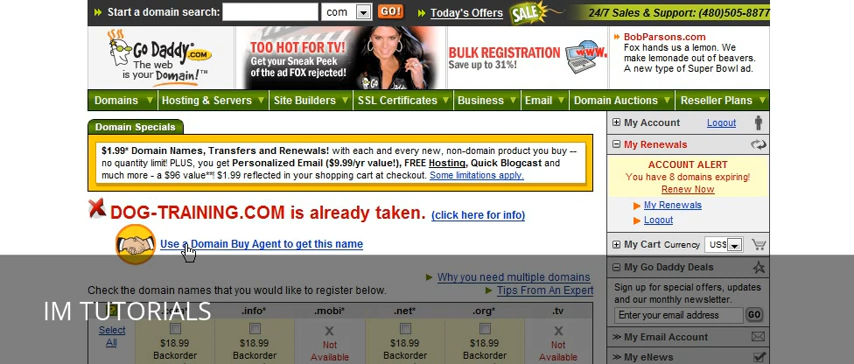 Start a domain search:
com
GO!
Today's Offers
SALE
24/7 Sales & Support: (480)505-8877
Go Daddy.COM
The web
is your Domain!™
TOO HOT FOR TV!
Get your Sneak Peek
of the ad FOX rejected!
BULK REGISTRATION
Save up to 31%!
www.
BobParsons.com
Fox hands us a lemon. We
make lemonade out of beavers.
A new type of Super Bowl ad.
Domains
Hosting & Servers
Site Builders
SSL Certificates
Business
Email
Domain Auctions
Reseller Plans
Domain Specials
$1.99* Domain Names, Transfers and Renewals! with each and every new, non-domain product you buy --
no quantity limit! PLUS, you get Personalized Email ($9.99/yr value!), FREE Hosting, Quick Blogcast and
much more - a $96 value**! $1.99 reflected in your shopping cart at checkout. Some limitations apply.
DOG-TRAINING.COM is already taken. (click here for info)
Use a Domain Buy Agent to get this name
Why you need multiple domains
Check the domain names that you would like to register below.
Tips From An Expert
.info*
.mobi*
.net*
.org*
.tv
Select
All
$18.99
Backorder
$18.99
Backorder
X
Not
Available
$18.99
Backorder
$18.99
Backorder
X
Not
Available
My Account
Logout
My Renewals
ACCOUNT ALERT
You have 8 domains expiring!
Renew Now
My Renewals
Logout
My Cart Currency US$
My Go Daddy Deals
Sign up for special offers, updates
and our monthly newsletter.
Enter your email address
GO
My Email Account
My eNews
IM TUTORIALS